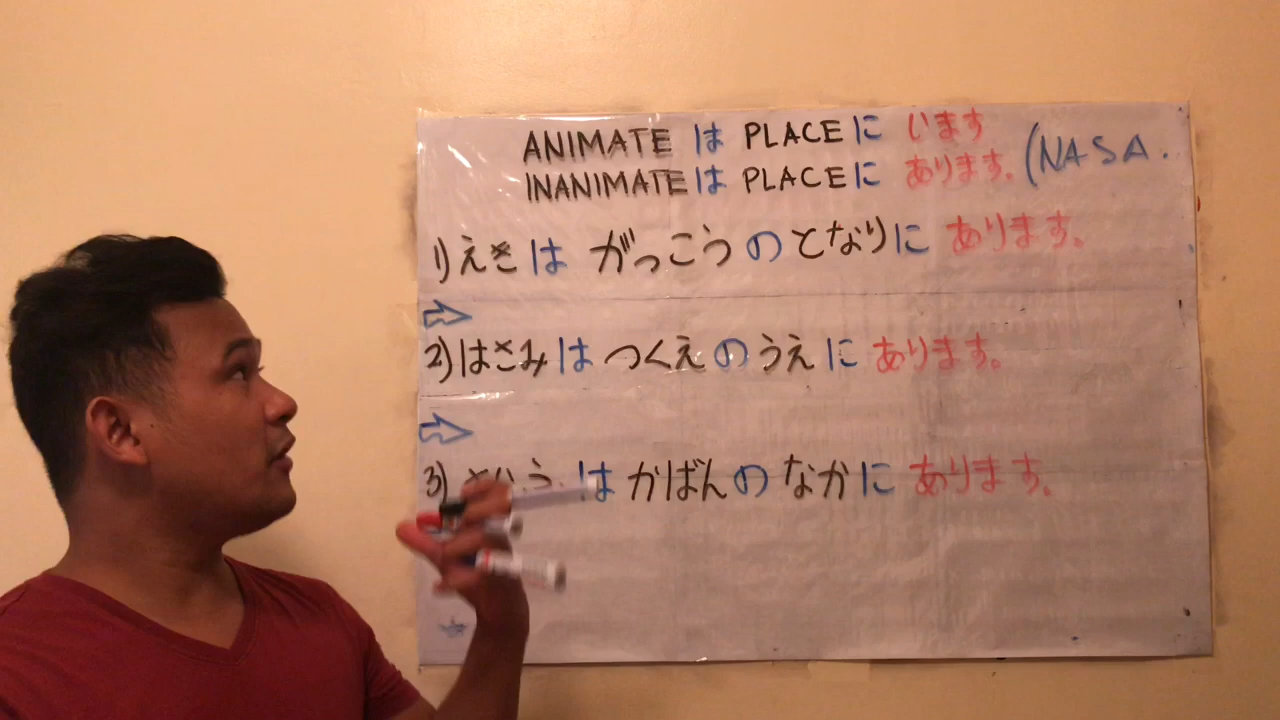 ANIMATE は PLACE に います
INANIMATE は PLACE に あります。 (NASA.
1) えき は がっこう の となり に あります。
⇨
2) はさみ は つくえ の うえ に あります。
⇨
3) は かばん の なか に あります。